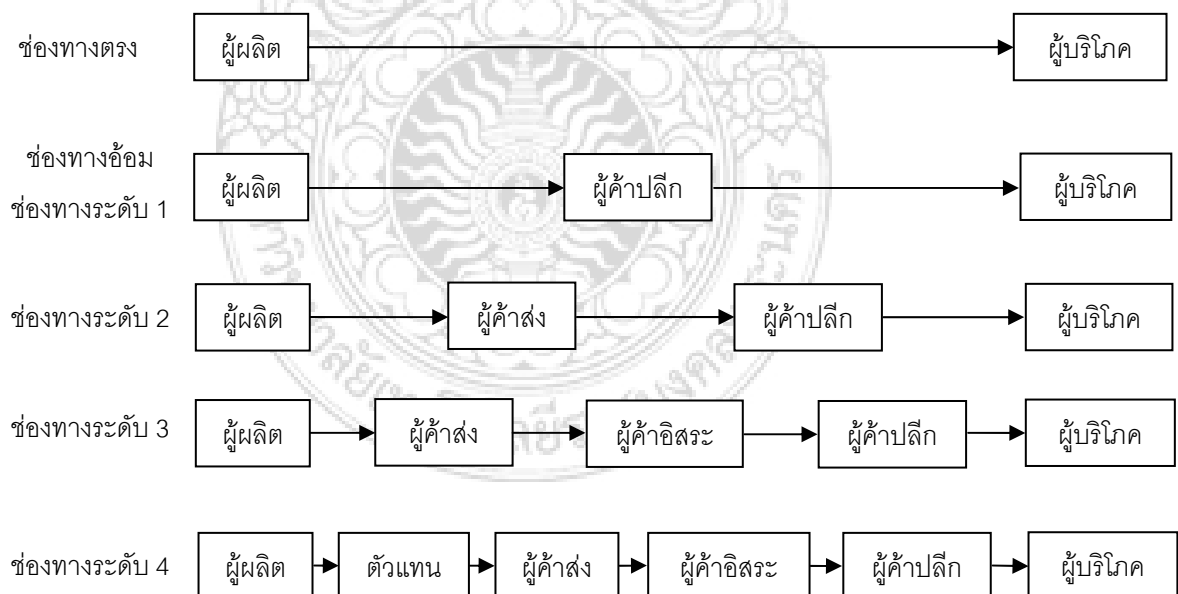 ช่องทางตรง ผู้ผลิต ผู้บริโภค
ช่องทางอ้อม
ช่องทางระดับ 1 ผู้ผลิต ผู้ค้าปลีก ผู้บริโภค
ช่องทางระดับ 2 ผู้ผลิต ผู้ค้าส่ง ผู้ค้าปลีก ผู้บริโภค
ช่องทางระดับ 3 ผู้ผลิต ผู้ค้าส่ง ผู้ค้าอิสระ ผู้ค้าปลีก ผู้บริโภค
ช่องทางระดับ 4 ผู้ผลิต ตัวแทน ผู้ค้าส่ง ผู้ค้าอิสระ ผู้ค้าปลีก ผู้บริโภค